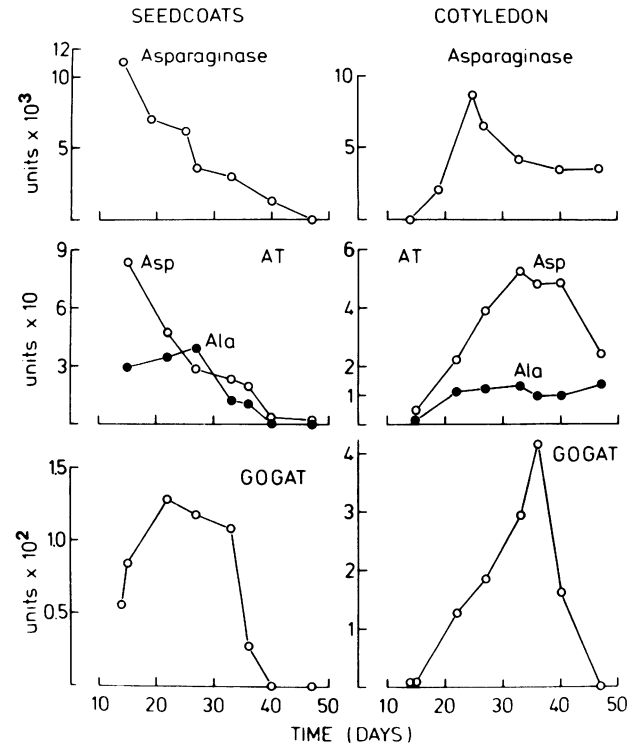 SEEDCOATS COTYLEDON
Asparaginase Asparaginase
12
10
5
10
5
units x 10³
AT AT
Asp Asp
Ala Ala
9
6
3
6
4
2
1
units x 10
GOGAT GOGAT
1.5
1.0
0.5
4
3
2
1
units x 10²
10 20 30 40 50 10 20 30 40 50
TIME (DAYS)